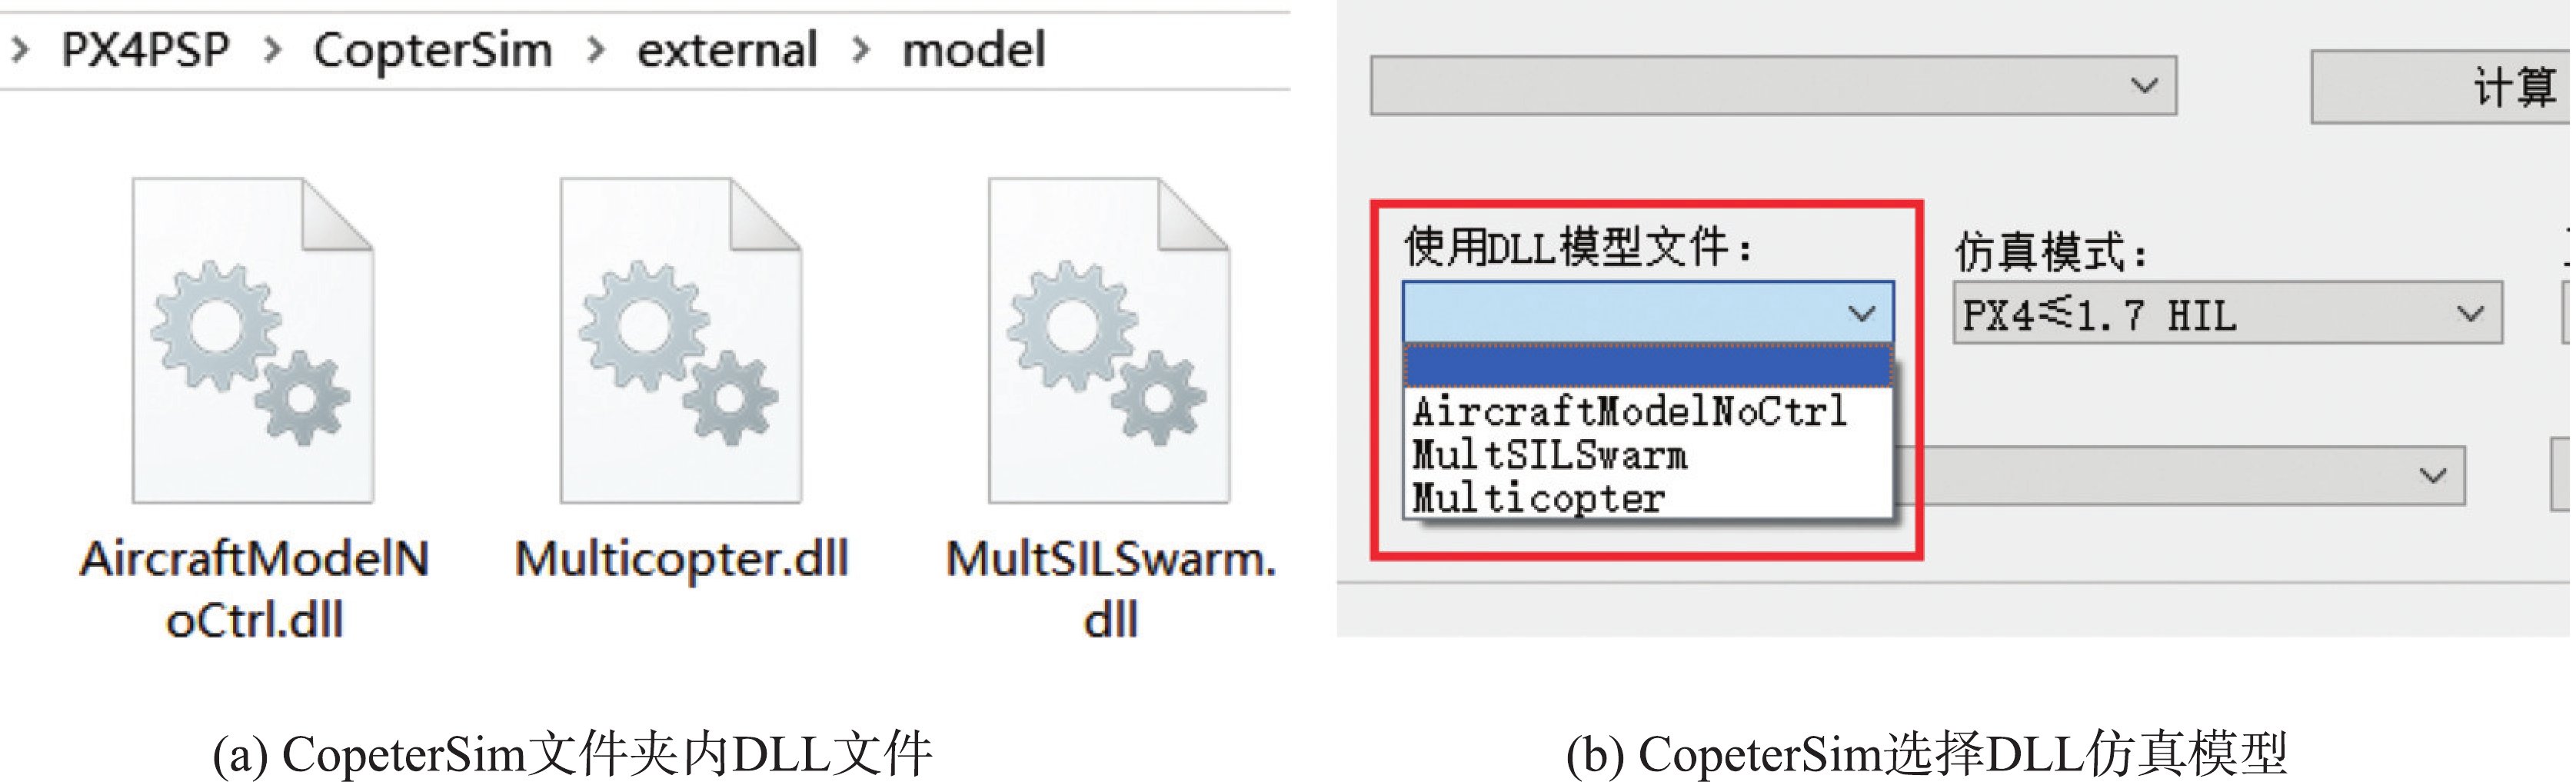 > PX4PSP > CopterSim > external > model
AircraftModelN
oCtrl.dll
Multicopter.dll
MultSILSwarm.
dll
计算
使用DLL模型文件：
仿真模式：
PX4≤1.7 HIL
AircraftModelNoCtrl
MultSILSwarm
Multicopter
(a) CopeterSim文件夹内DLL文件
(b) CopeterSim选择DLL仿真模型